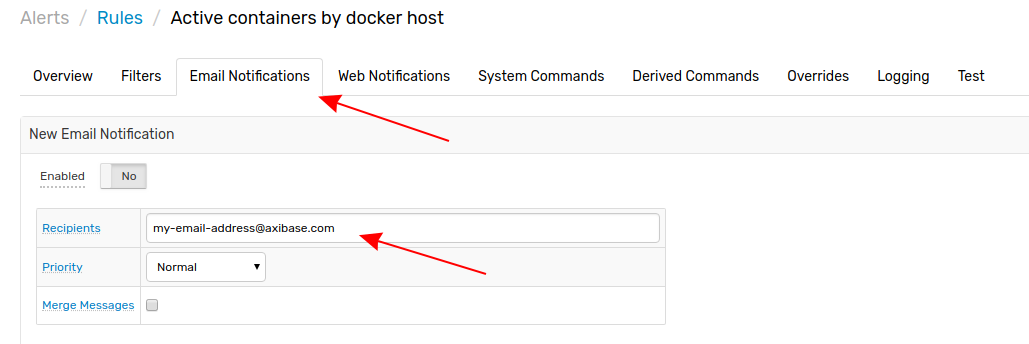 Alerts / Rules / Active containers by docker host
Overview Filters Email Notifications Web Notifications System Commands Derived Commands Overrides Logging Test
New Email Notification
Enabled No
Recipients my-email-address@axibase.com
Priority Normal
Merge Messages